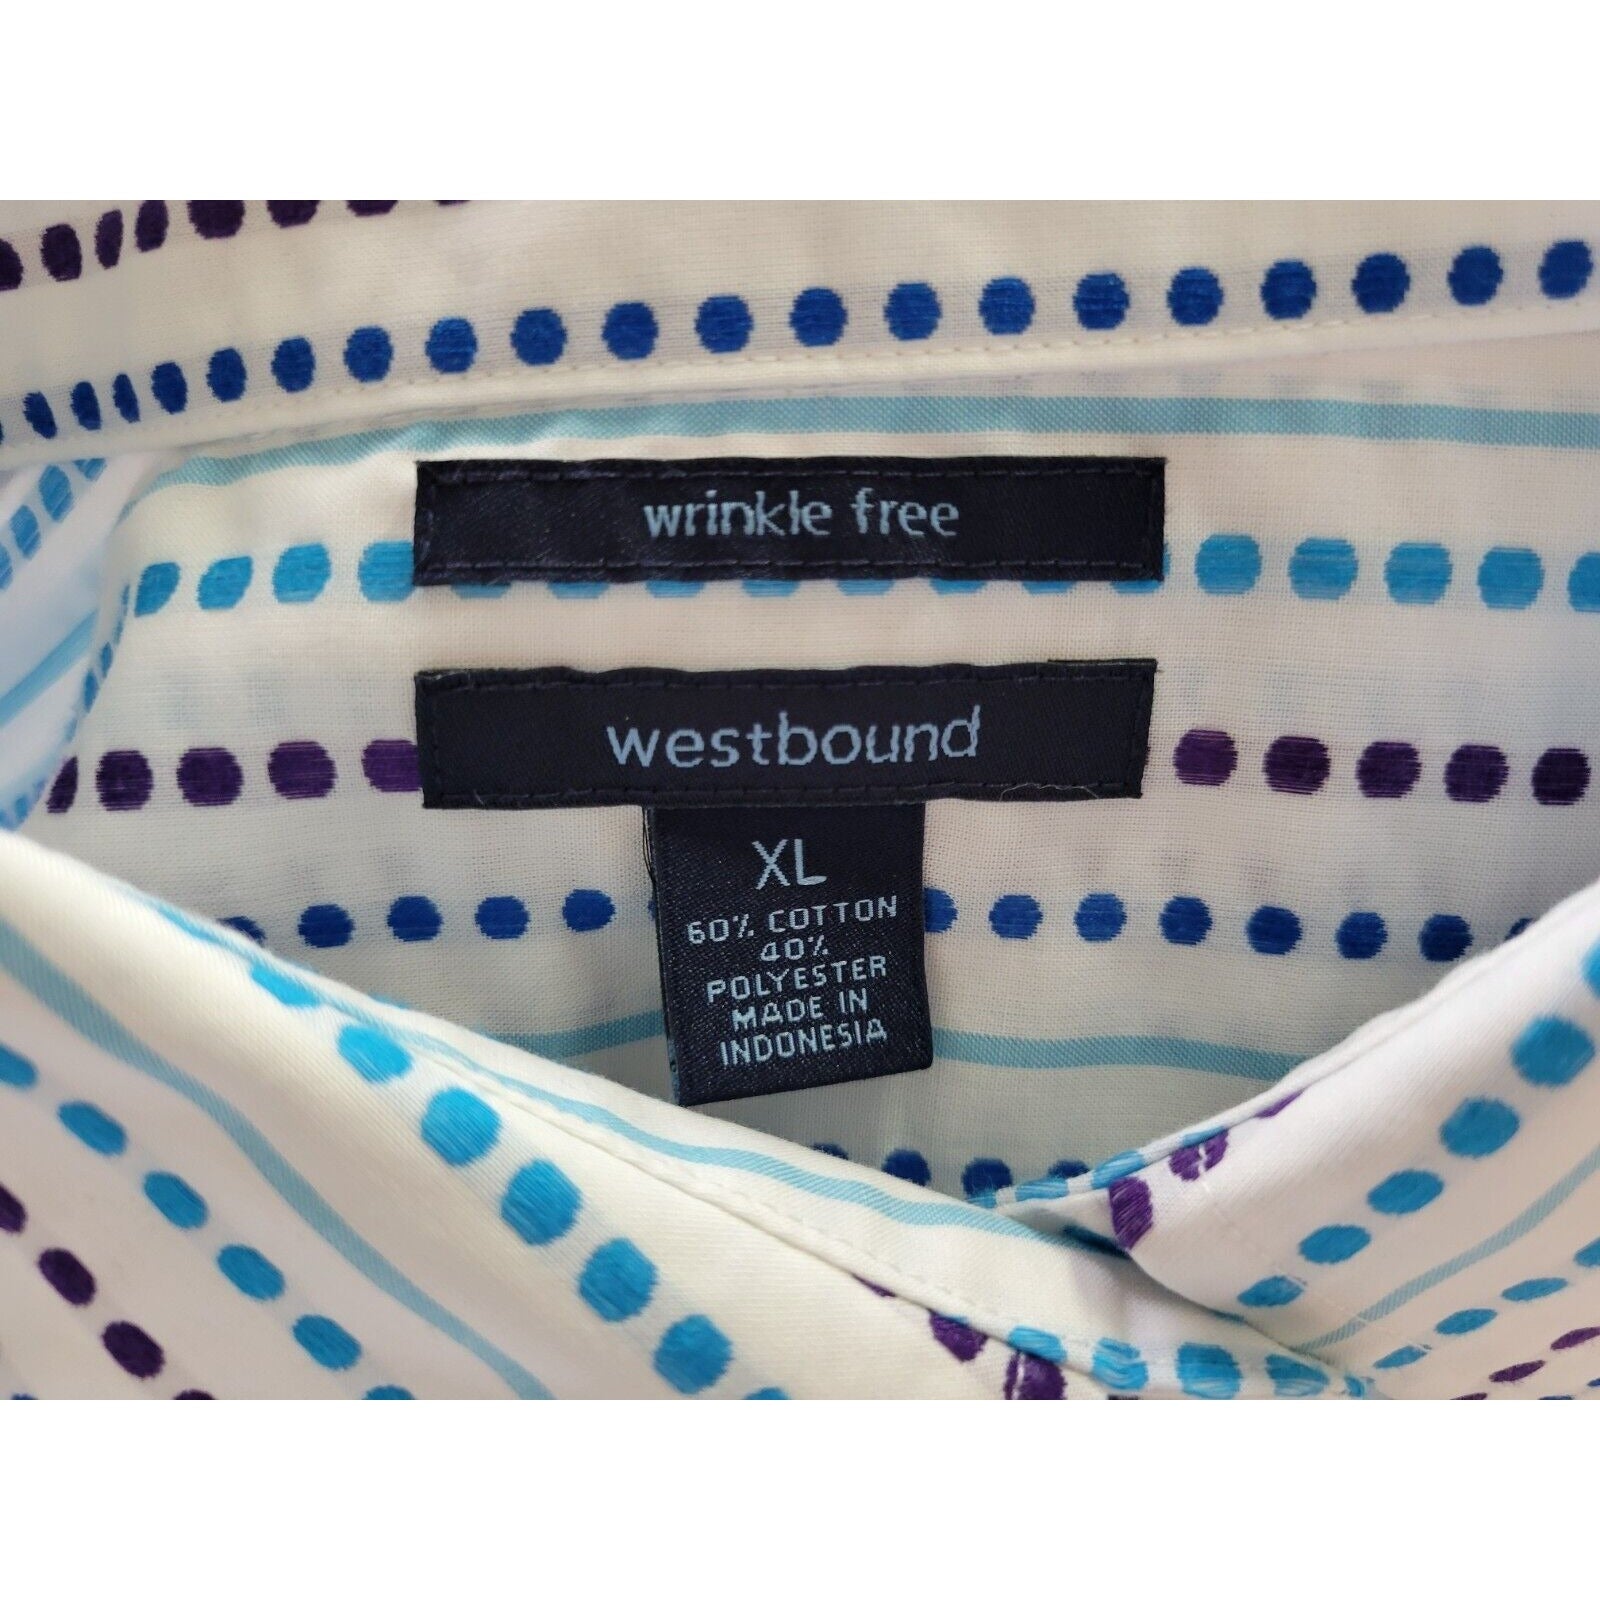 wrinkle free
westbound
XL
60% COTTON
40%
POLYESTER
MADE IN
INDONESIA